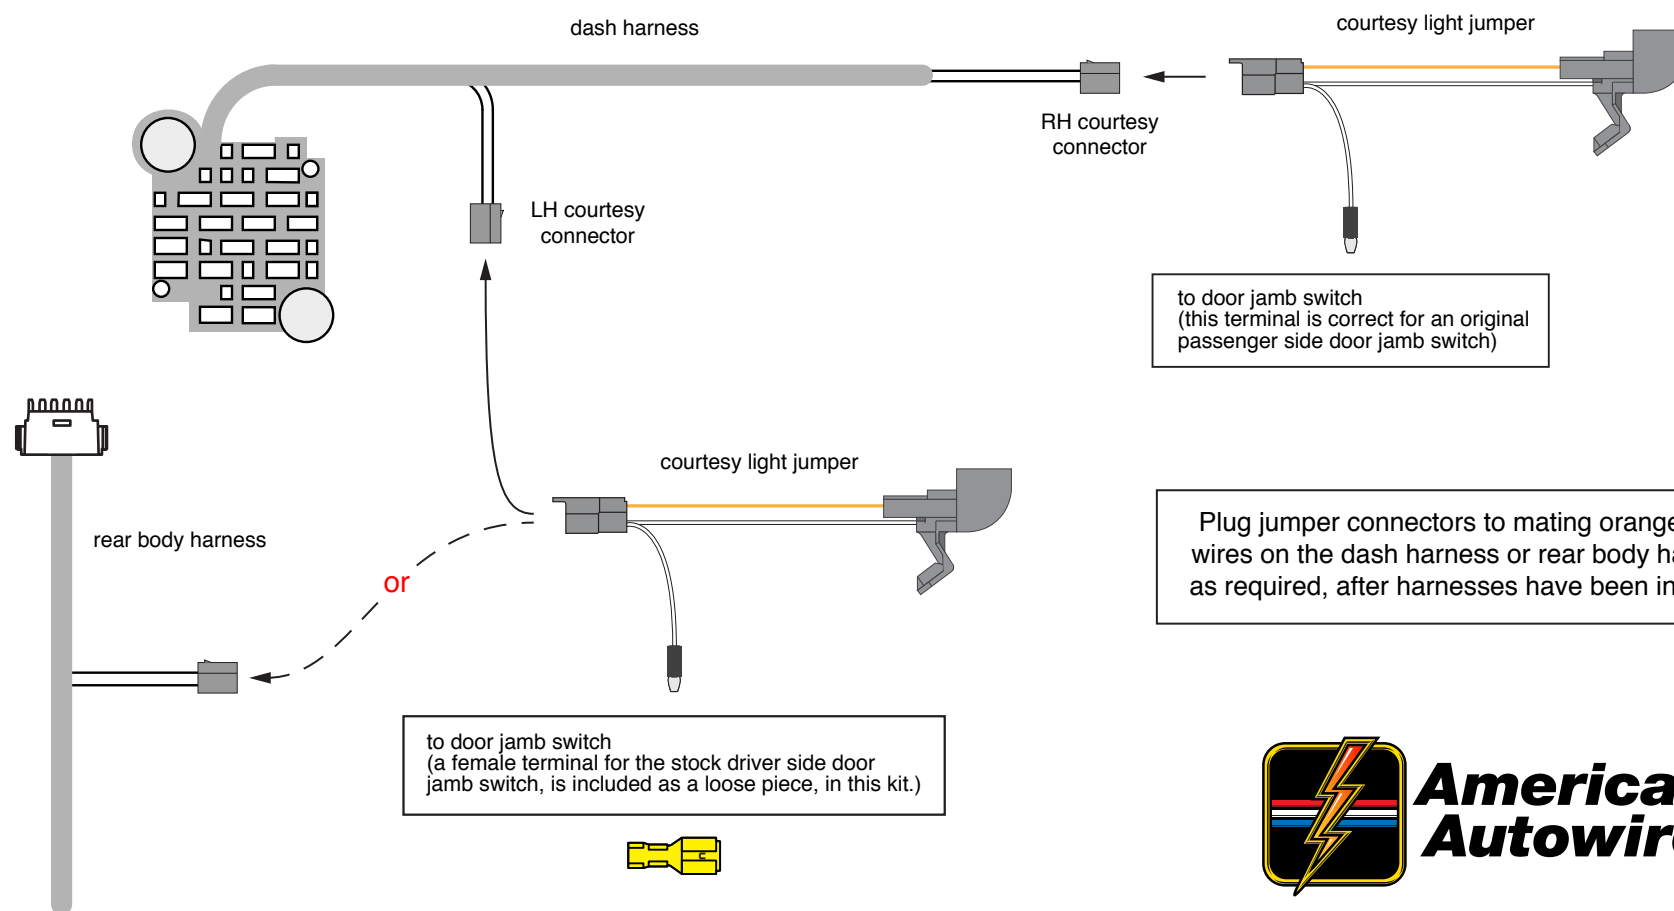 dash harness
courtesy light jumper
RH courtesy
connector
LH courtesy
connector
to door jamb switch
(this terminal is correct for an original
passenger side door jamb switch)
courtesy light jumper
rear body harness
or
Plug jumper connectors to mating orange
wires on the dash harness or rear body ha
as required, after harnesses have been in
to door jamb switch
(a female terminal for the stock driver side door
jamb switch, is included as a loose piece, in this kit.)
America
Autowire